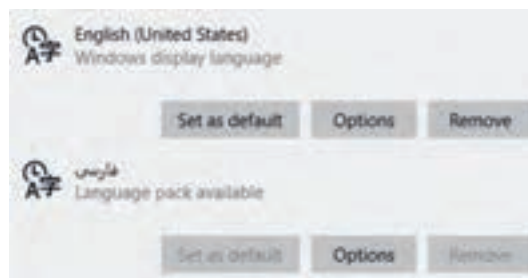 English (United States)
Windows display language
Set as default Options Remove
فارسی
Language pack available
Set as default Options Remove